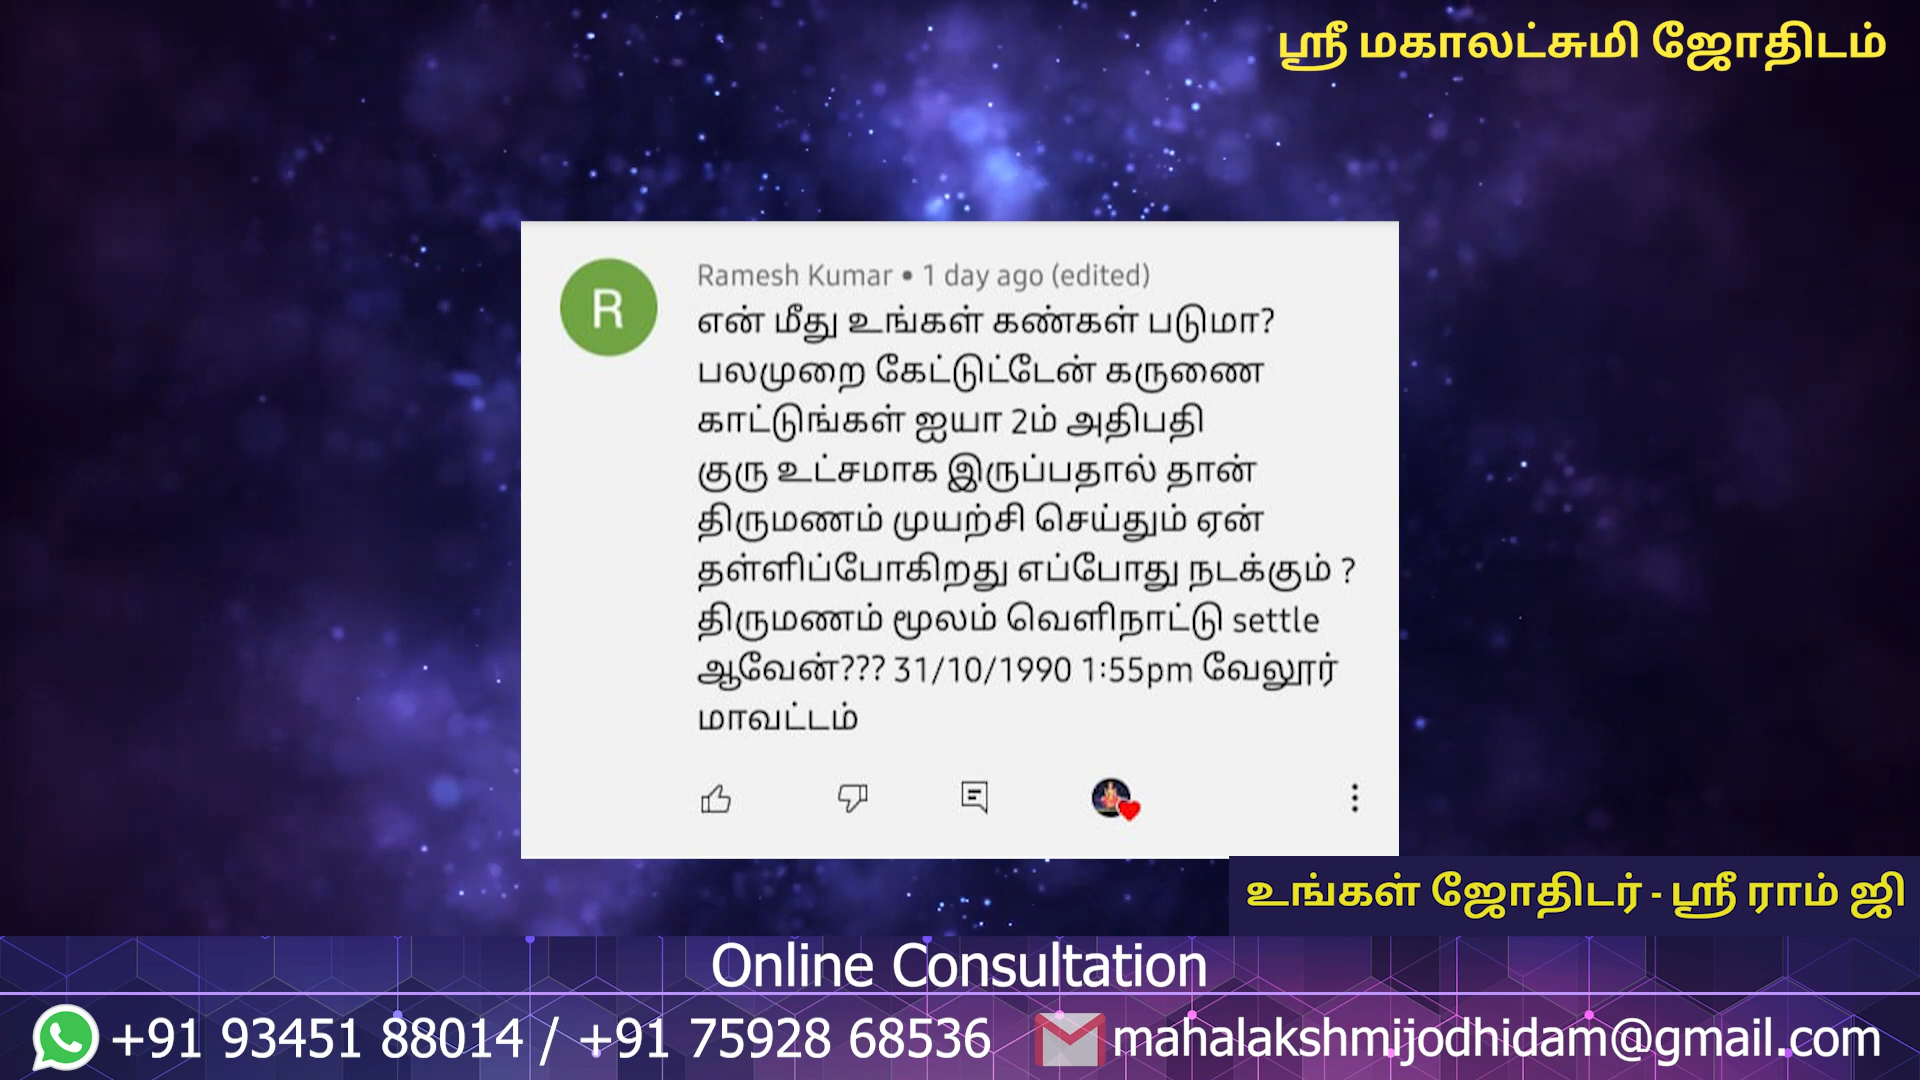 ஸ்ரீ மகாலட்சுமி ஜோதிடம்
R
Ramesh Kumar • 1 day ago (edited)
என் மீது உங்கள் கண்கள் படுமா?
பலமுறை கேட்டுட்டேன் கருணை
காட்டுங்கள் ஐயா 2ம் அதிபதி
குரு உட்சமாக இருப்பதால் தான்
திருமணம் முயற்சி செய்தும் ஏன்
தள்ளிப்போகிறது எப்போது நடக்கும் ?
திருமணம் மூலம் வெளிநாட்டு settle
ஆவேன்??? 31/10/1990 1:55pm வேலூர்
மாவட்டம்
உங்கள் ஜோதிடர் - ஸ்ரீ ராம் ஜி
Online Consultation
+91 93451 88014 / +91 75928 68536 mahalakshmijodhidam@gmail.com